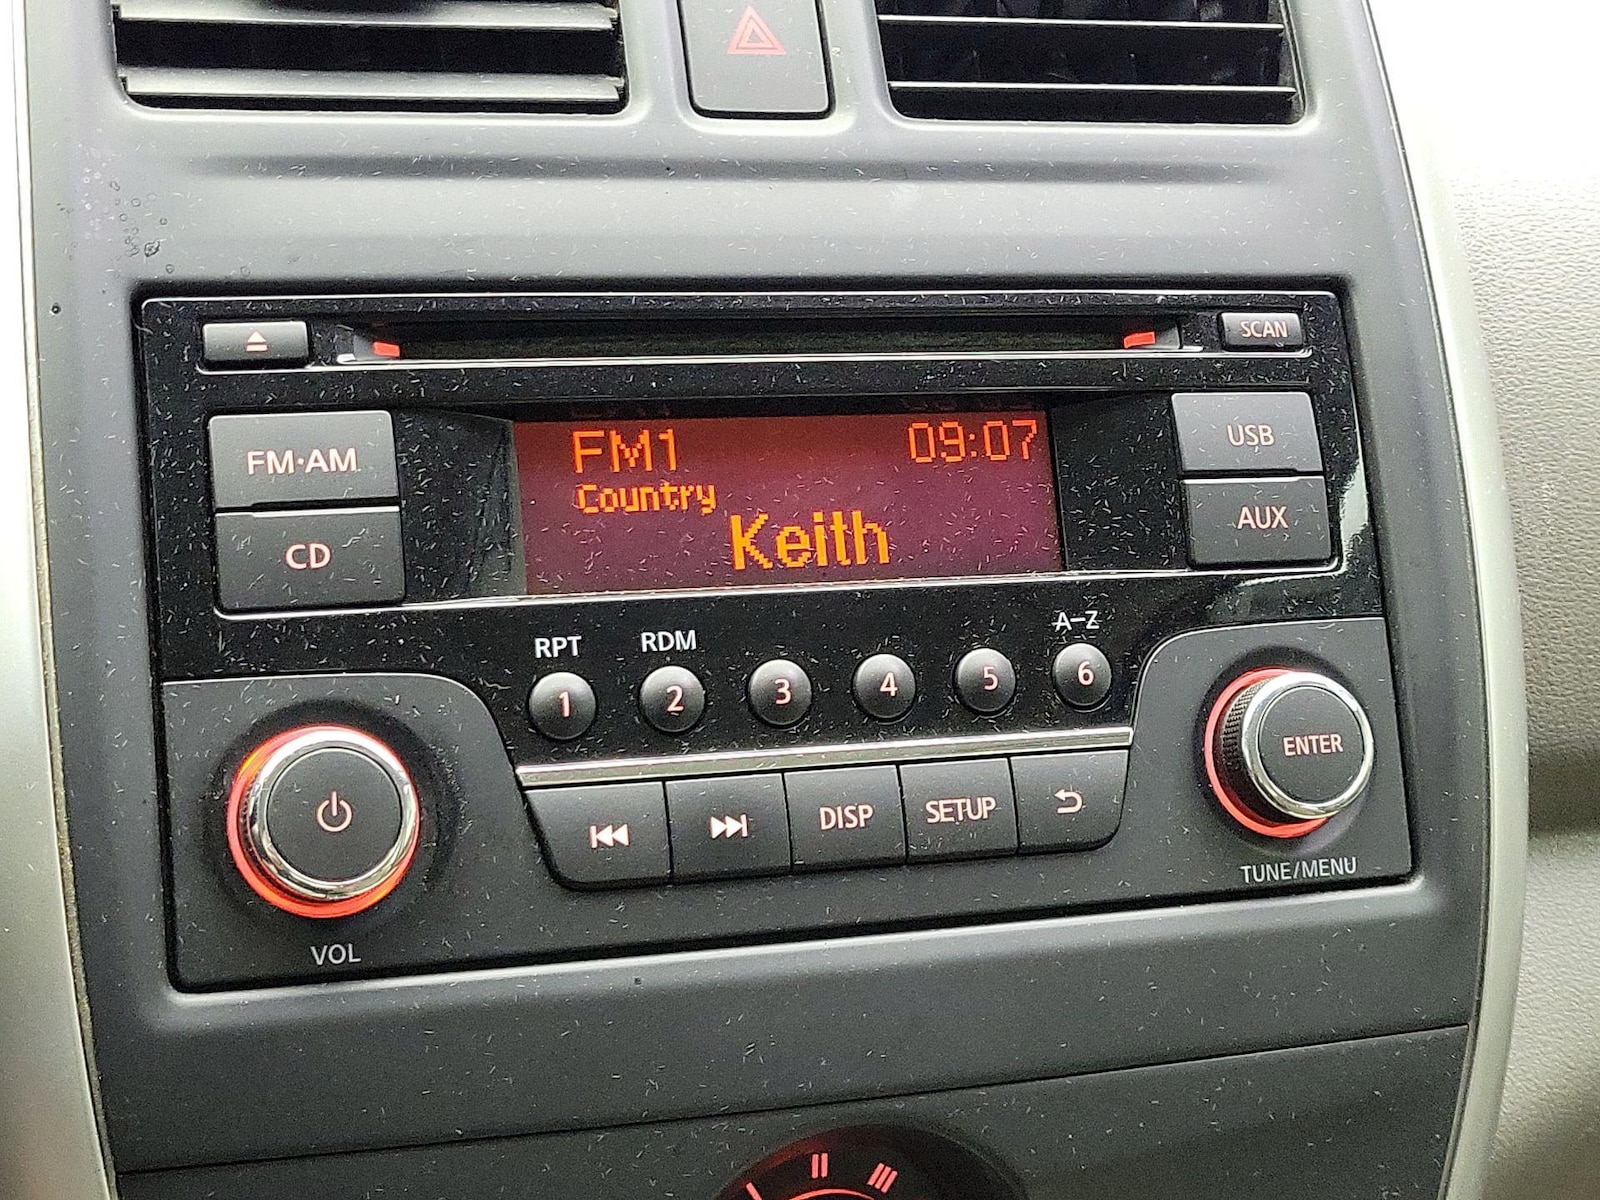 SCAN
FM·AM
FM1 09:07
USB
Country
Keith
CD
AUX
RPT RDM A-Z
1 2 3 4 5 6
ENTER
DISP SETUP
TUNE/MENU
VOL